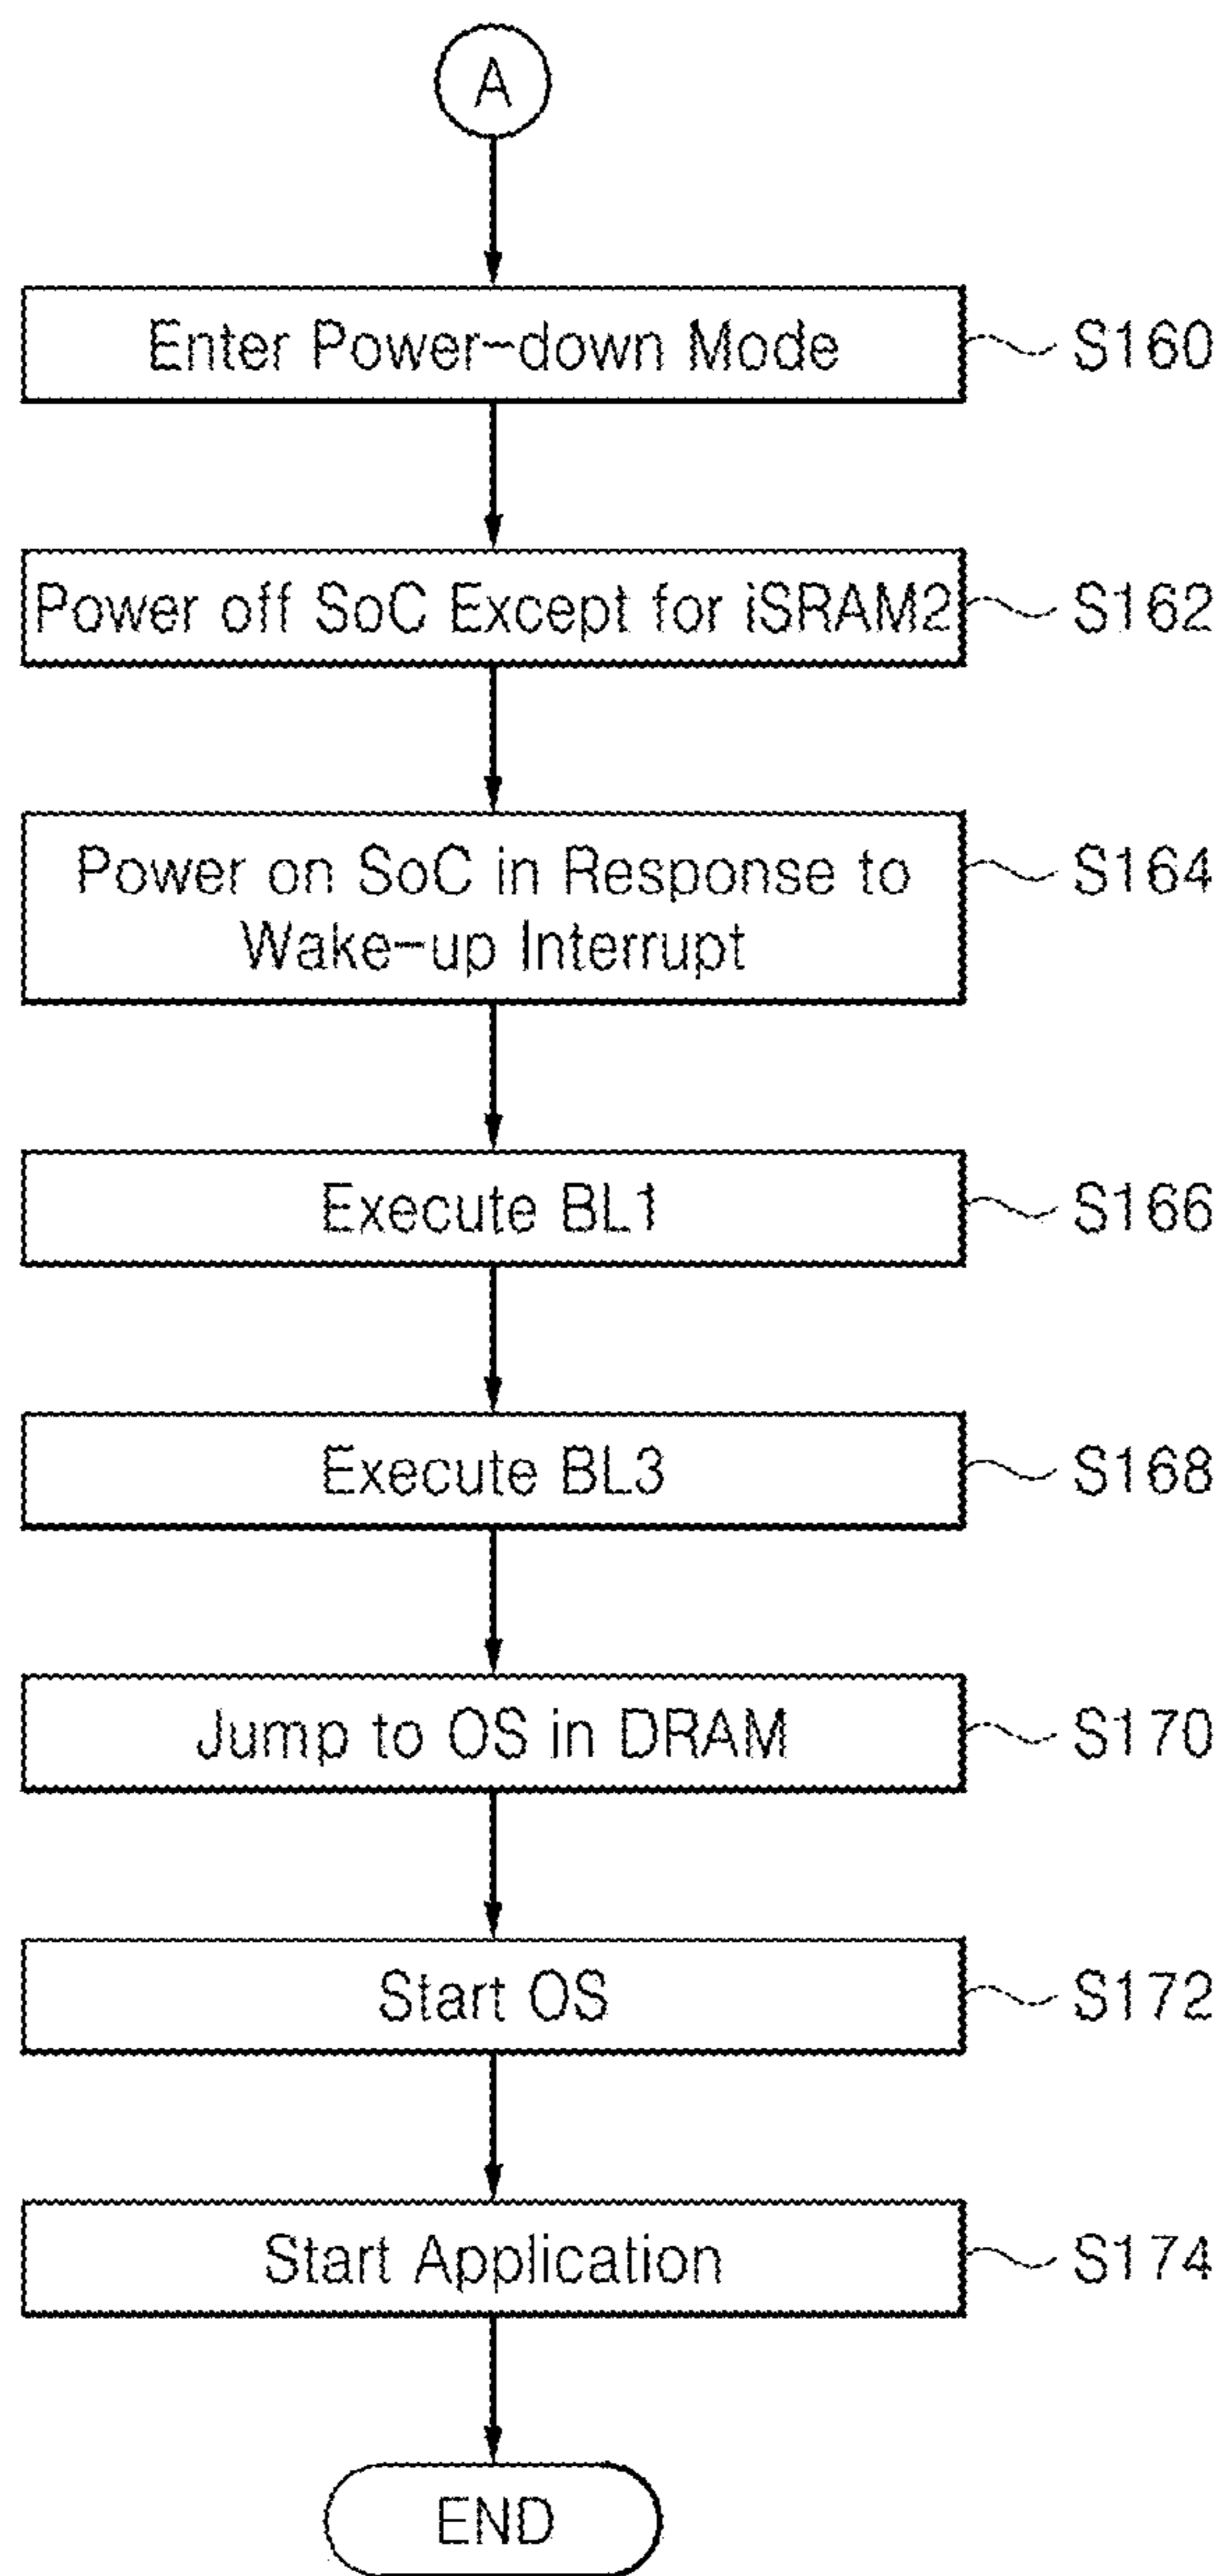 A
Enter Power-down Mode
S160
Power off SoC Except for iSRAM2
S162
Power on SoC in Response to
Wake-up Interrupt
S164
Execute BL1
S166
Execute BL3
S168
Jump to OS in DRAM
S170
Start OS
S172
Start Application
S174
END